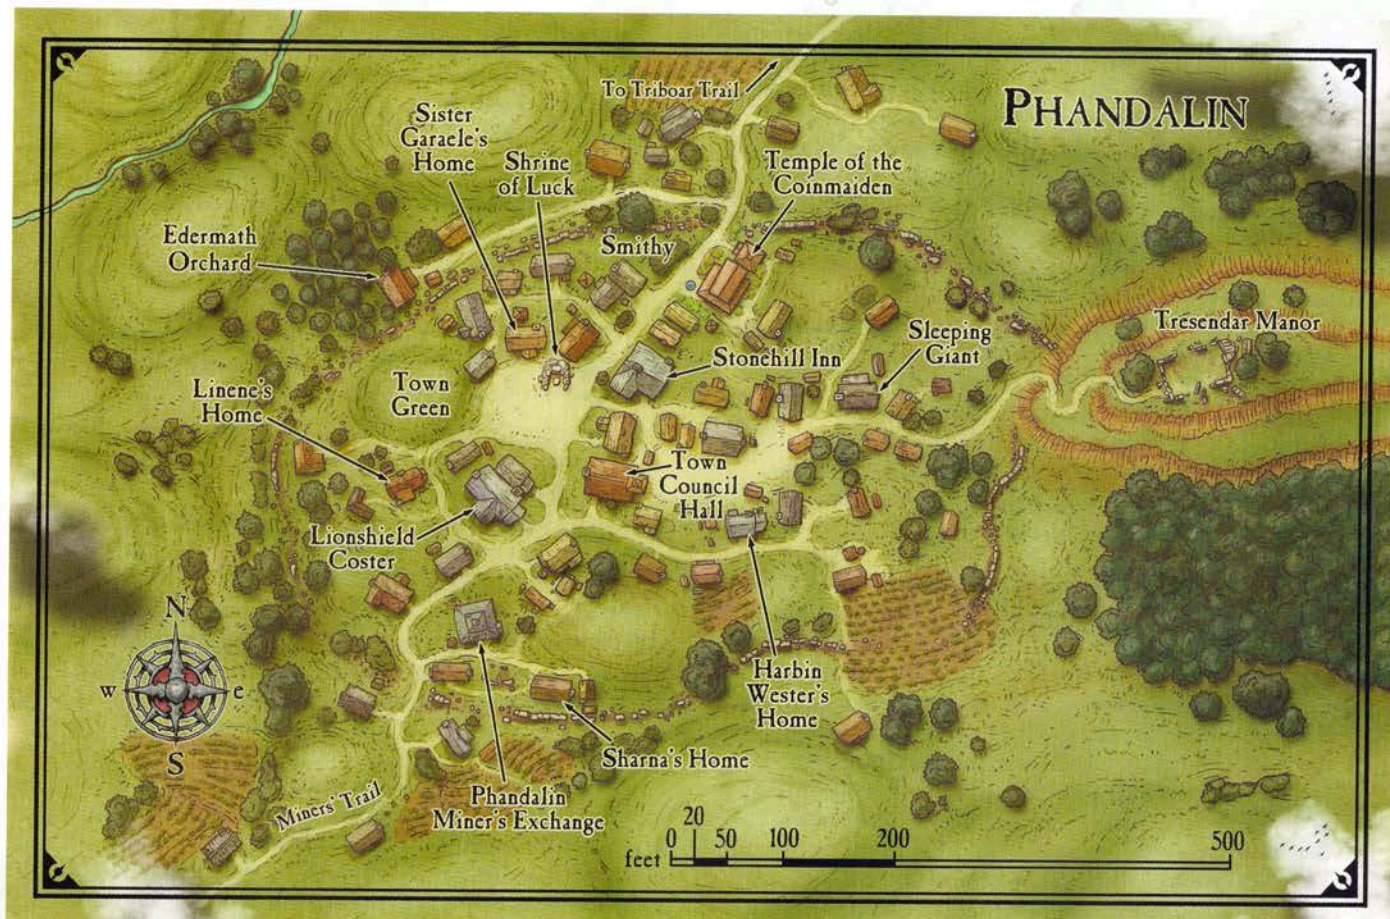 To Triboar Trail
PHANDALIN
Sister
Garaele's
Home
Shrine
of Luck
Temple of the
Coinmaiden
Edermath
Orchard
Smithy
Tresendar Manor
Sleeping
Giant
Stonehill Inn
Town
Green
Linene's
Home
Town
Council
Hall
Lionshield
Coster
N
w
e
S
Harbin
Wester's
Home
Sharna's Home
Phandalin
Miner's Exchange
Miners' Trail
20
0 50 100 200 500
feet